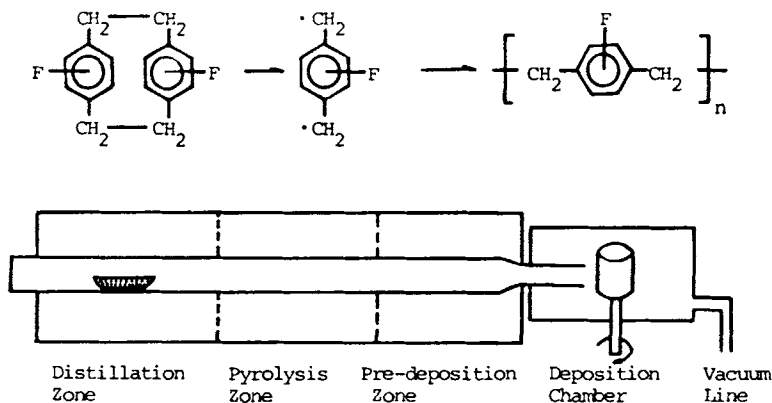 CH2 CH2 ·CH2 F
F F F CH2 CH2 n
CH2 CH2 ·CH2
Distillation Zone
Pyrolysis Zone
Pre-deposition Zone
Deposition Chamber
Vacuum Line